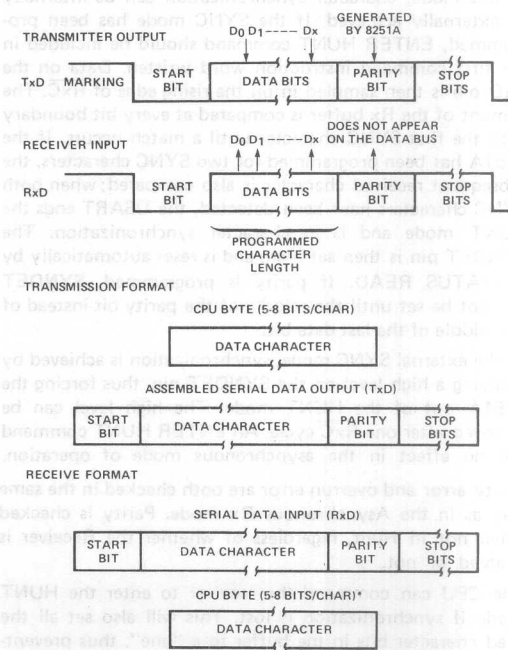 GENERATED
BY 8251A
TRANSMITTER OUTPUT
D0 D1 ---- Dx
TxD MARKING
START
BIT
DATA BITS
PARITY
BIT
STOP
BITS
RECEIVER INPUT
D0 D1 ---- Dx
DOES NOT APPEAR
ON THE DATA BUS
RxD
START
BIT
DATA BITS
PARITY
BIT
STOP
BITS
PROGRAMMED
CHARACTER
LENGTH
TRANSMISSION FORMAT
CPU BYTE (5-8 BITS/CHAR)
DATA CHARACTER
ASSEMBLED SERIAL DATA OUTPUT (TxD)
START
BIT
DATA CHARACTER
PARITY
BIT
STOP
BITS
RECEIVE FORMAT
SERIAL DATA INPUT (RxD)
START
BIT
DATA CHARACTER
PARITY
BIT
STOP
BITS
CPU BYTE (5-8 BITS/CHAR)*
DATA CHARACTER